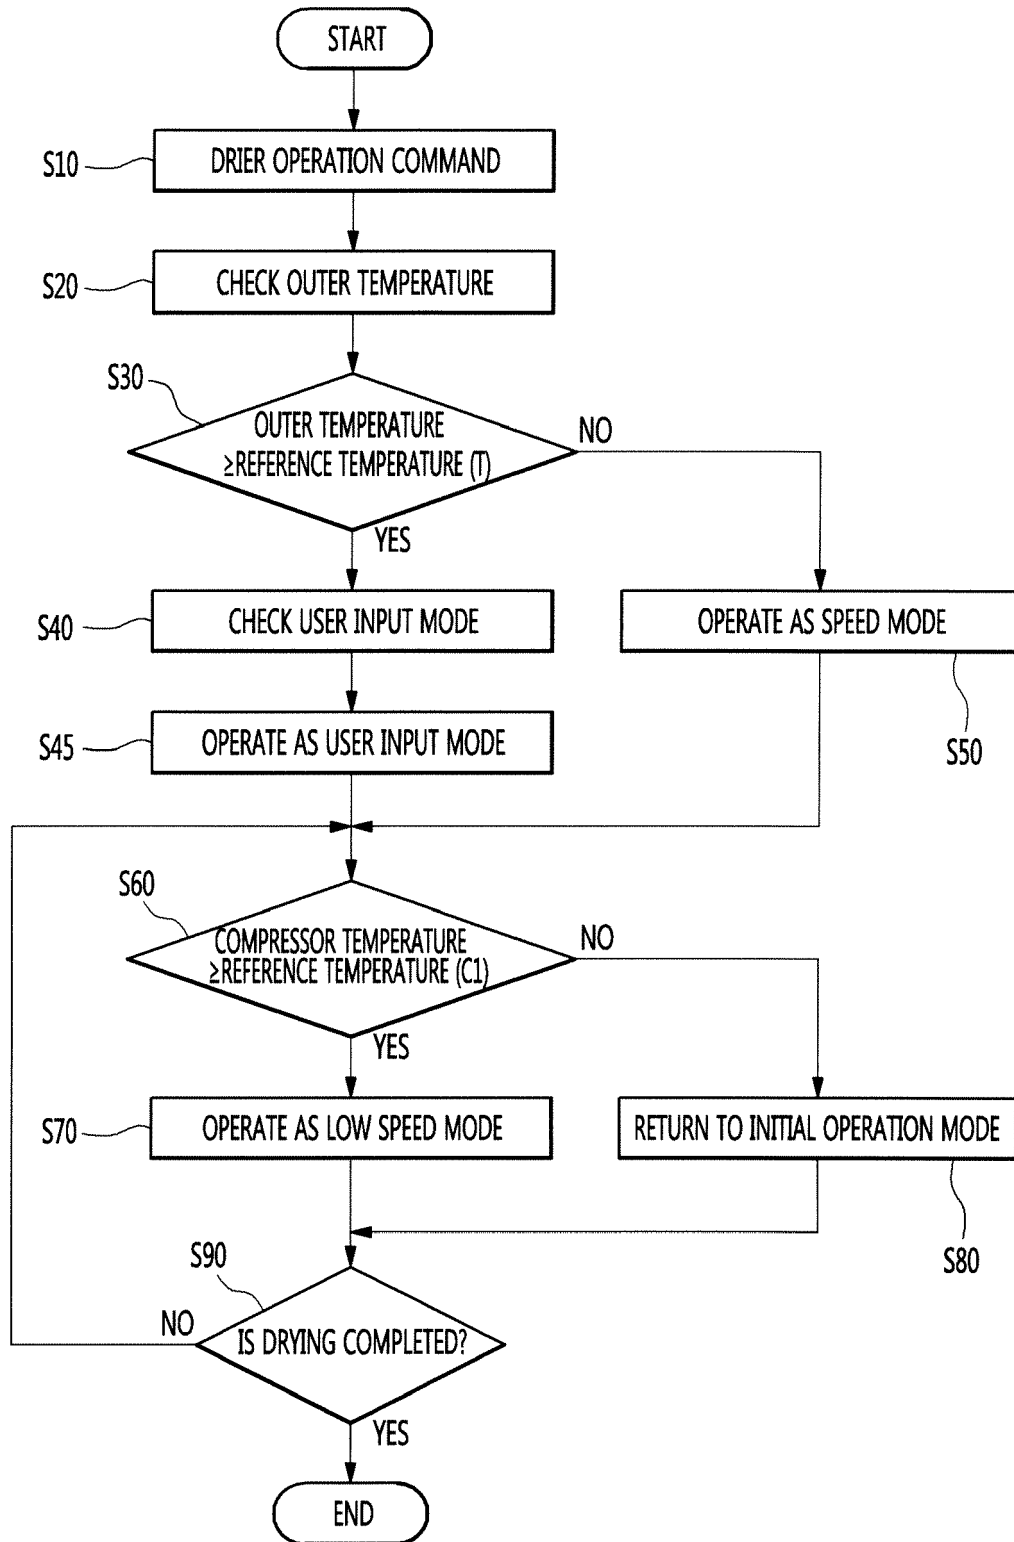 START
S10
DRIER OPERATION COMMAND
S20
CHECK OUTER TEMPERATURE
S30
OUTER TEMPERATURE
≥REFERENCE TEMPERATURE (T)
NO
YES
S40
CHECK USER INPUT MODE
OPERATE AS SPEED MODE
S45
OPERATE AS USER INPUT MODE
S50
S60
COMPRESSOR TEMPERATURE
≥REFERENCE TEMPERATURE (C1)
NO
YES
S70
OPERATE AS LOW SPEED MODE
RETURN TO INITIAL OPERATION MODE
S80
S90
NO
IS DRYING COMPLETED?
YES
END